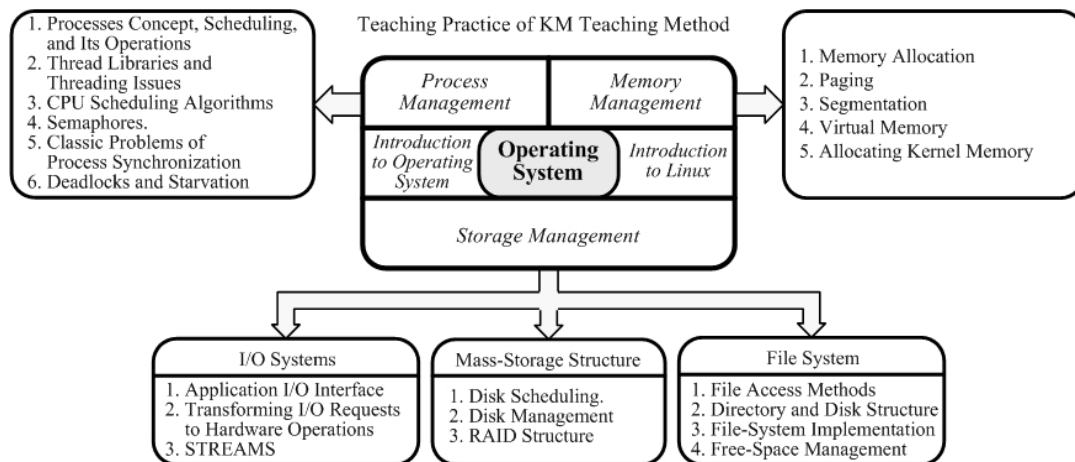 Teaching Practice of KM Teaching Method
1. Processes Concept, Scheduling,
and Its Operations
2. Thread Libraries and
Threading Issues
3. CPU Scheduling Algorithms
4. Semaphores.
5. Classic Problems of
Process Synchronization
6. Deadlocks and Starvation
Process
Management
Memory
Management
Introduction
to Operating
System
Operating
System
Introduction
to Linux
Storage Management
1. Memory Allocation
2. Paging
3. Segmentation
4. Virtual Memory
5. Allocating Kernel Memory
I/O Systems
1. Application I/O Interface
2. Transforming I/O Requests
to Hardware Operations
3. STREAMS
Mass-Storage Structure
1. Disk Scheduling.
2. Disk Management
3. RAID Structure
File System
1. File Access Methods
2. Directory and Disk Structure
3. File-System Implementation
4. Free-Space Management